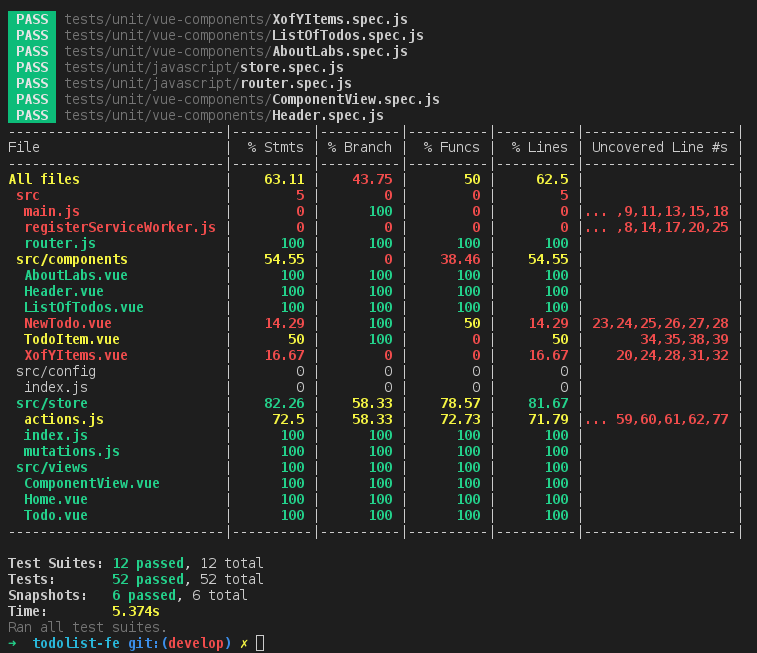 PASS tests/unit/vue-components/XofYItems.spec.js
PASS tests/unit/vue-components/ListOfTodos.spec.js
PASS tests/unit/vue-components/AboutLabs.spec.js
PASS tests/unit/javascript/store.spec.js
PASS tests/unit/javascript/router.spec.js
PASS tests/unit/vue-components/ComponentView.spec.js
PASS tests/unit/vue-components/Header.spec.js
---------------------------|----------|----------|----------|----------|-------------------|
File                       |  % Stmts | % Branch |  % Funcs |  % Lines | Uncovered Line #s |
---------------------------|----------|----------|----------|----------|-------------------|
All files                  |    63.11 |    43.75 |       50 |     62.5 |                   |
 src                       |        5 |        0 |        0 |        5 |                   |
  main.js                  |        0 |      100 |        0 |        0 |... ,9,11,13,15,18 |
  registerServiceWorker.js |        0 |        0 |        0 |        0 |... ,8,14,17,20,25 |
  router.js                |      100 |      100 |      100 |      100 |                   |
 src/components            |    54.55 |        0 |    38.46 |    54.55 |                   |
  AboutLabs.vue            |      100 |      100 |      100 |      100 |                   |
  Header.vue               |      100 |      100 |      100 |      100 |                   |
  ListOfTodos.vue          |      100 |      100 |      100 |      100 |                   |
  NewTodo.vue              |    14.29 |      100 |       50 |    14.29 | 23,24,25,26,27,28 |
  TodoItem.vue             |       50 |      100 |        0 |       50 |       34,35,38,39 |
  XofYItems.vue            |    16.67 |        0 |        0 |    16.67 |    20,24,28,31,32 |
 src/config                |        0 |        0 |        0 |        0 |                   |
  index.js                 |        0 |        0 |        0 |        0 |                   |
 src/store                 |    82.26 |    58.33 |    78.57 |    81.67 |                   |
  actions.js               |     72.5 |    58.33 |    72.73 |    71.79 |... 59,60,61,62,77 |
  index.js                 |      100 |      100 |      100 |      100 |                   |
  mutations.js             |      100 |      100 |      100 |      100 |                   |
 src/views                 |      100 |      100 |      100 |      100 |                   |
  ComponentView.vue        |      100 |      100 |      100 |      100 |                   |
  Home.vue                 |      100 |      100 |      100 |      100 |                   |
  Todo.vue                 |      100 |      100 |      100 |      100 |                   |
---------------------------|----------|----------|----------|----------|-------------------|
Test Suites: 12 passed, 12 total
Tests:       52 passed, 52 total
Snapshots:   6 passed, 6 total
Time:        5.374s
Ran all test suites.
➜  todolist-fe git:(develop) ✗